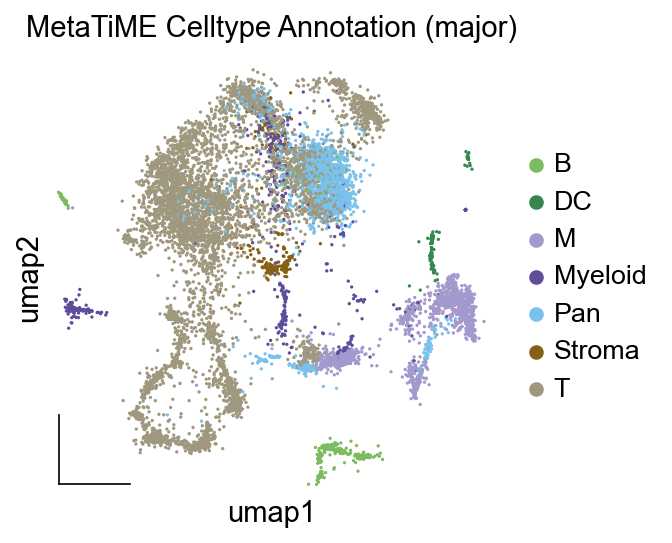 MetaTiME Celltype Annotation (major)
B
DC
M
Myeloid
Pan
Stroma
T
umap2
umap1